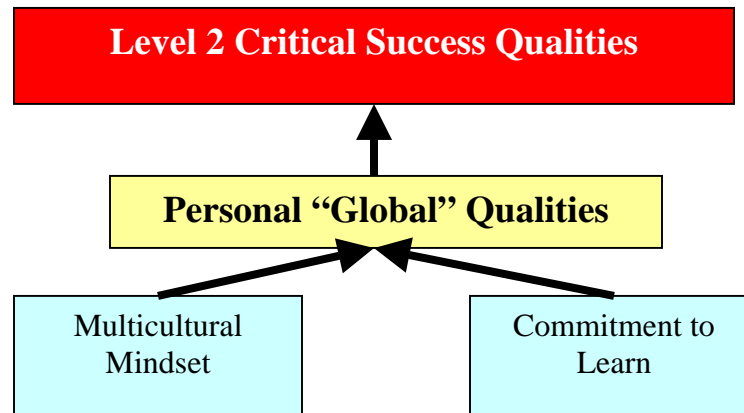 Level 2 Critical Success Qualities
Personal “Global” Qualities
Multicultural
Mindset
Commitment to
Learn